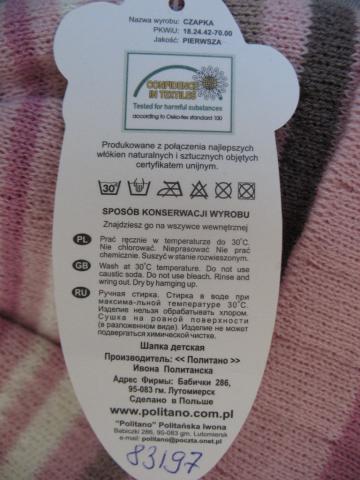 Nazwa wyrobu: CZAPKA
PKWiU: 18.24.42-70.00
Jakość: PIERWSZA
CONFIDENCE
IN TEXTILES
Tested for harmful substances
according to Oeko-tex standard 100
Produkowane z połączenia najlepszych
włókien naturalnych i sztucznych objętych
certyfikatem unijnym.
30°
SPOSÓB KONSERWACJI WYROBU
Znajdziesz go na wszywce wewnętrznej
PL Prać ręcznie w temperaturze do 30°C.
Nie chlorować. Nieprasować Nie prać
chemicznie. Suszyć w stanie rozwieszonym.
GB Wash at 30°C temperature. Do not use
caustic soda. Do not use bleach. Rinse and
wring out. Dry by hamging up.
RU Ручная стирка. Стирка в воде при
максима-льной температуре 30°C.
Изделие нельзя обрабатывать хлором.
Сушка на ровной поверхности
(в разложенном виде). Изделие не может
подвергаться химической чистке.
Шапка детская
Производитель: << Политано >>
Ивона Политанска
Адрес Фирмы: Бабички 286,
95-083 гм. Лутомерск
Сделано в Польше
www.politano.com.pl
"Politano" Politańska Iwona
Babiczki 286, 95-083 gm. Lutomiersk
e-mail: politano@poczta.onet.pl
83197